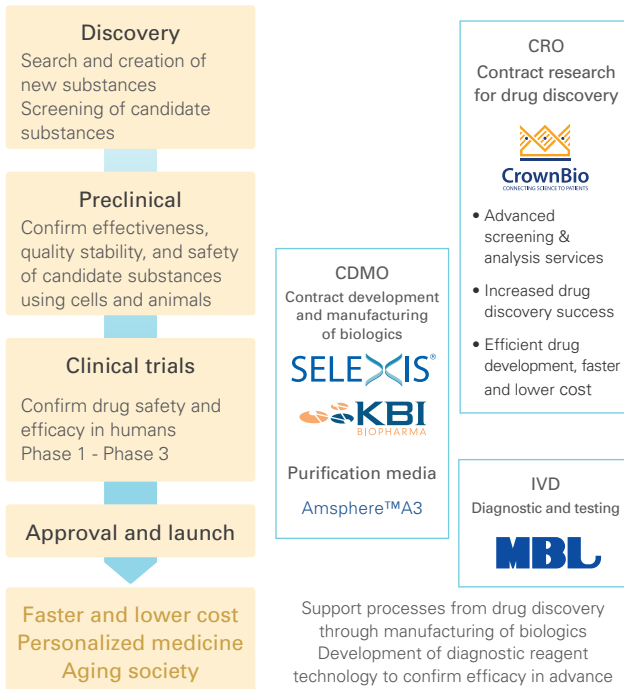 Discovery
Search and creation of
new substances
Screening of candidate
substances
Preclinical
Confirm effectiveness,
quality stability, and safety
of candidate substances
using cells and animals
Clinical trials
Confirm drug safety and
efficacy in humans
Phase 1 - Phase 3
Approval and launch
Faster and lower cost
Personalized medicine
Aging society
CDMO
Contract development
and manufacturing
of biologics
SELEXIS®
KBI
BIOPHARMA
Purification media
Amsphere™A3
CRO
Contract research
for drug discovery
CrownBio
CONNECTING SCIENCE TO PATIENTS
• Advanced
screening &
analysis services
• Increased drug
discovery success
• Efficient drug
development, faster
and lower cost
IVD
Diagnostic and testing
MBL
Support processes from drug discovery
through manufacturing of biologics
Development of diagnostic reagent
technology to confirm efficacy in advance